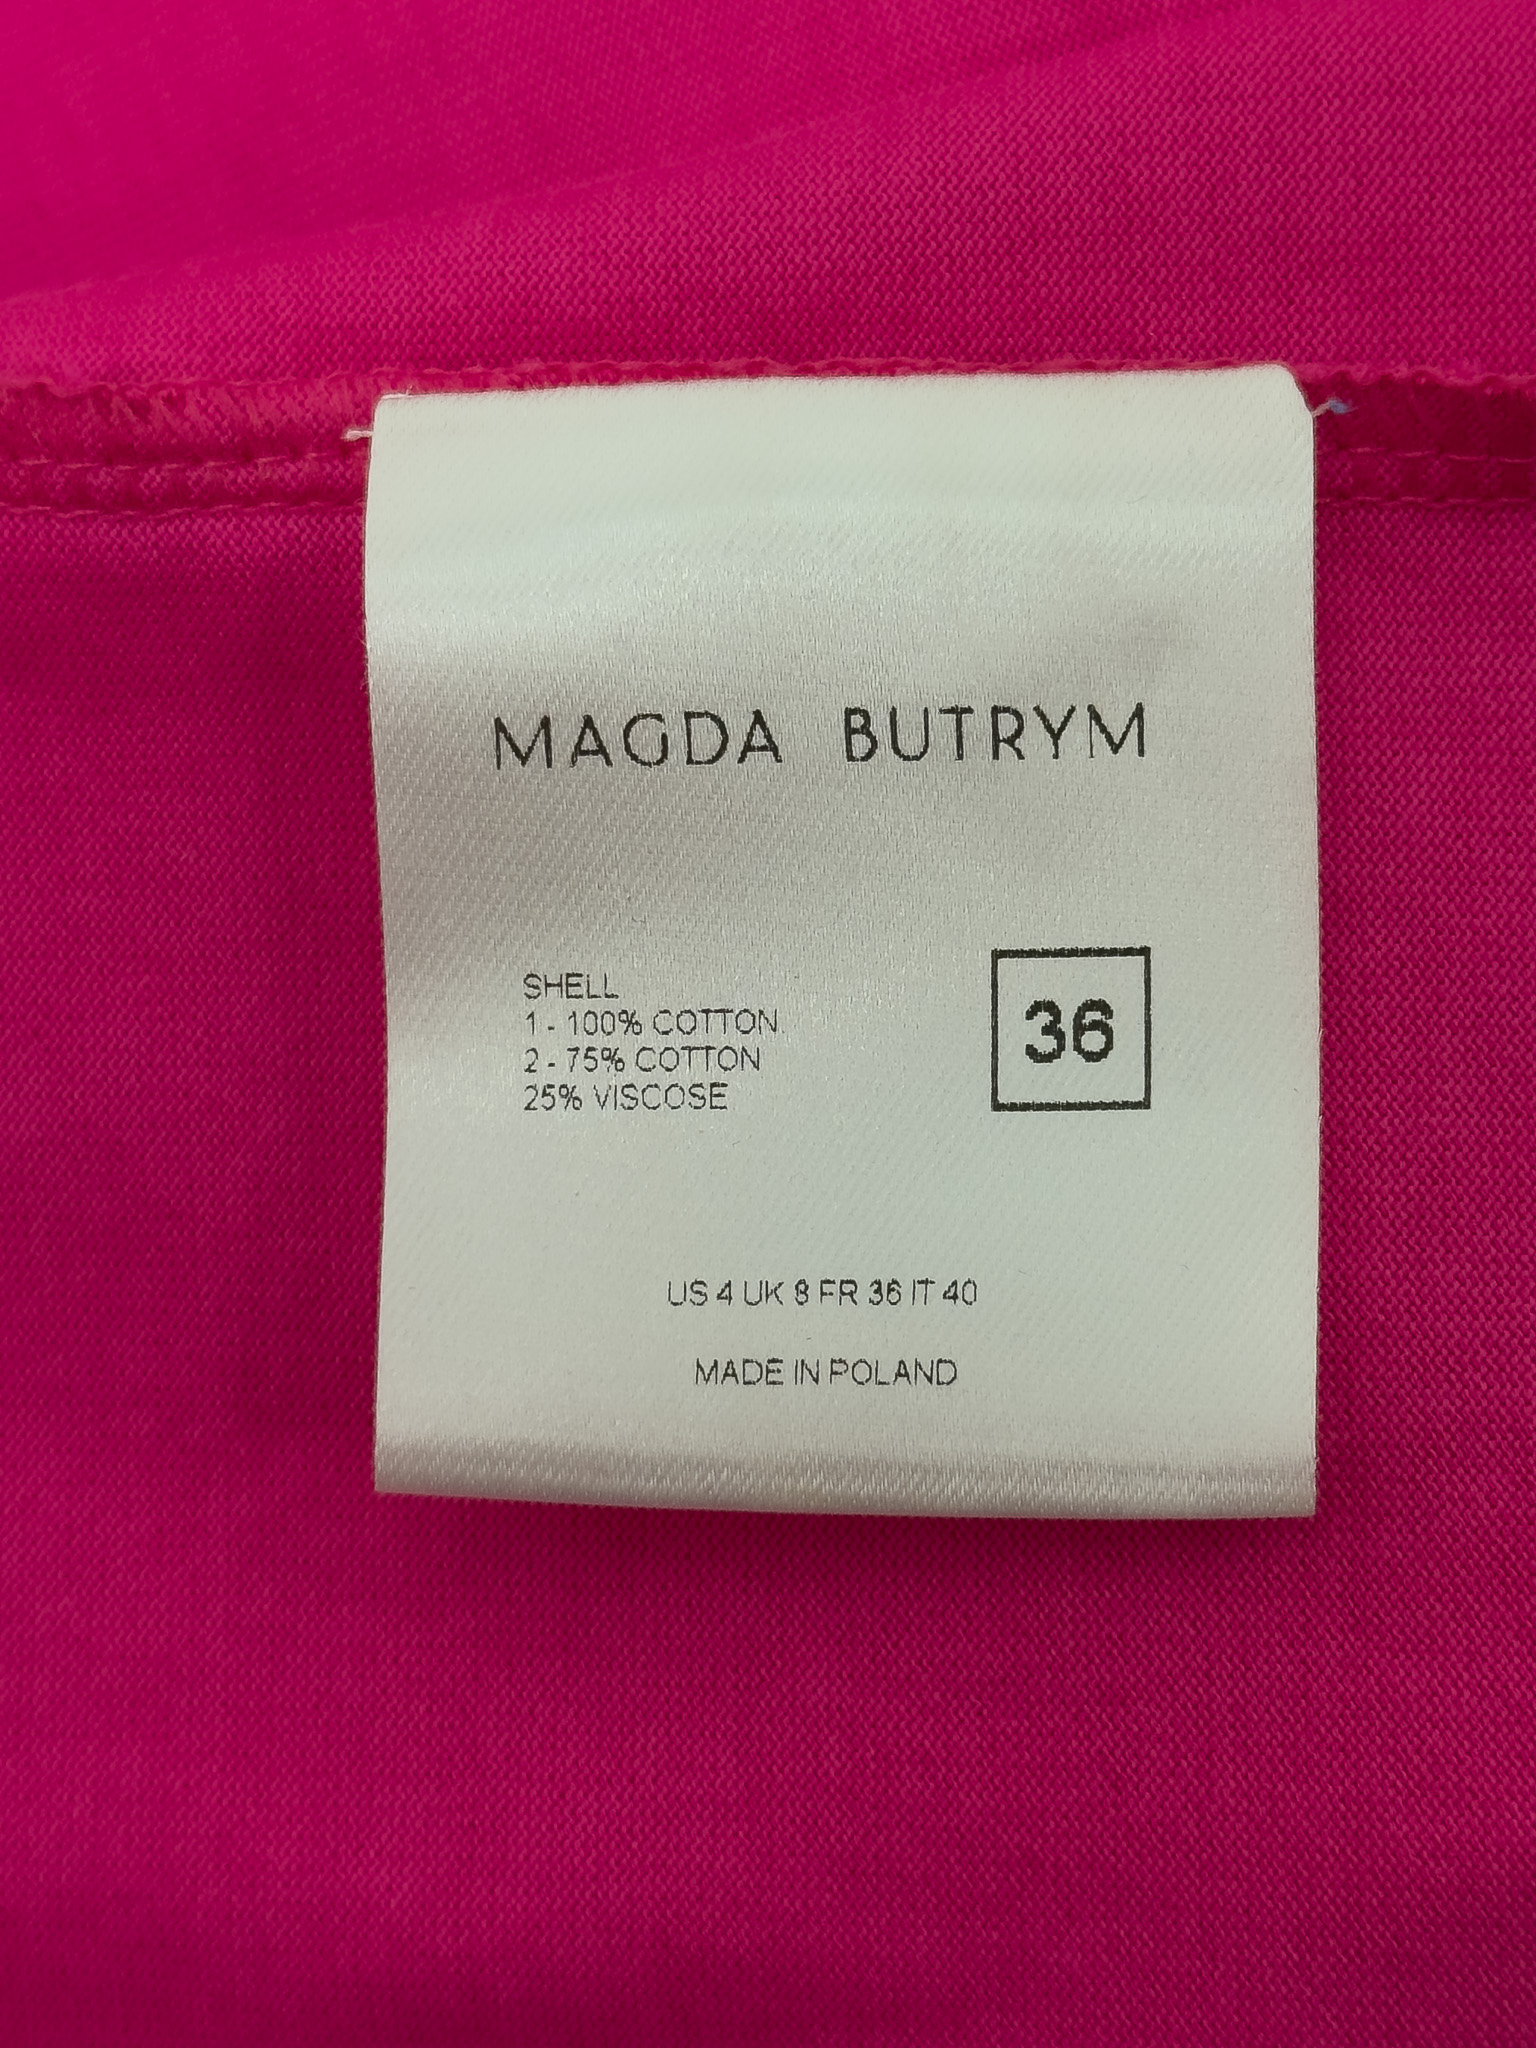 MAGDA BUTRYM
SHELL
1 - 100% COTTON
2 - 75% COTTON
25% VISCOSE
36
US 4 UK 8 FR 36 IT 40
MADE IN POLAND